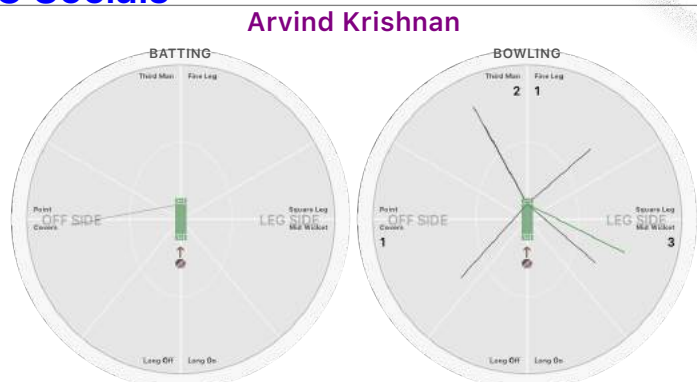 Arvind Krishnan
BATTING
Third Man
Fine Leg
Point
OFF SIDE
Covers
Square Leg
LEG SIDE
Mid Wicket
Long Off
Long On
BOWLING
Third Man
Fine Leg
2
1
Point
OFF SIDE
Covers
1
Square Leg
LEG SIDE
Mid Wicket
3
Long Off
Long On